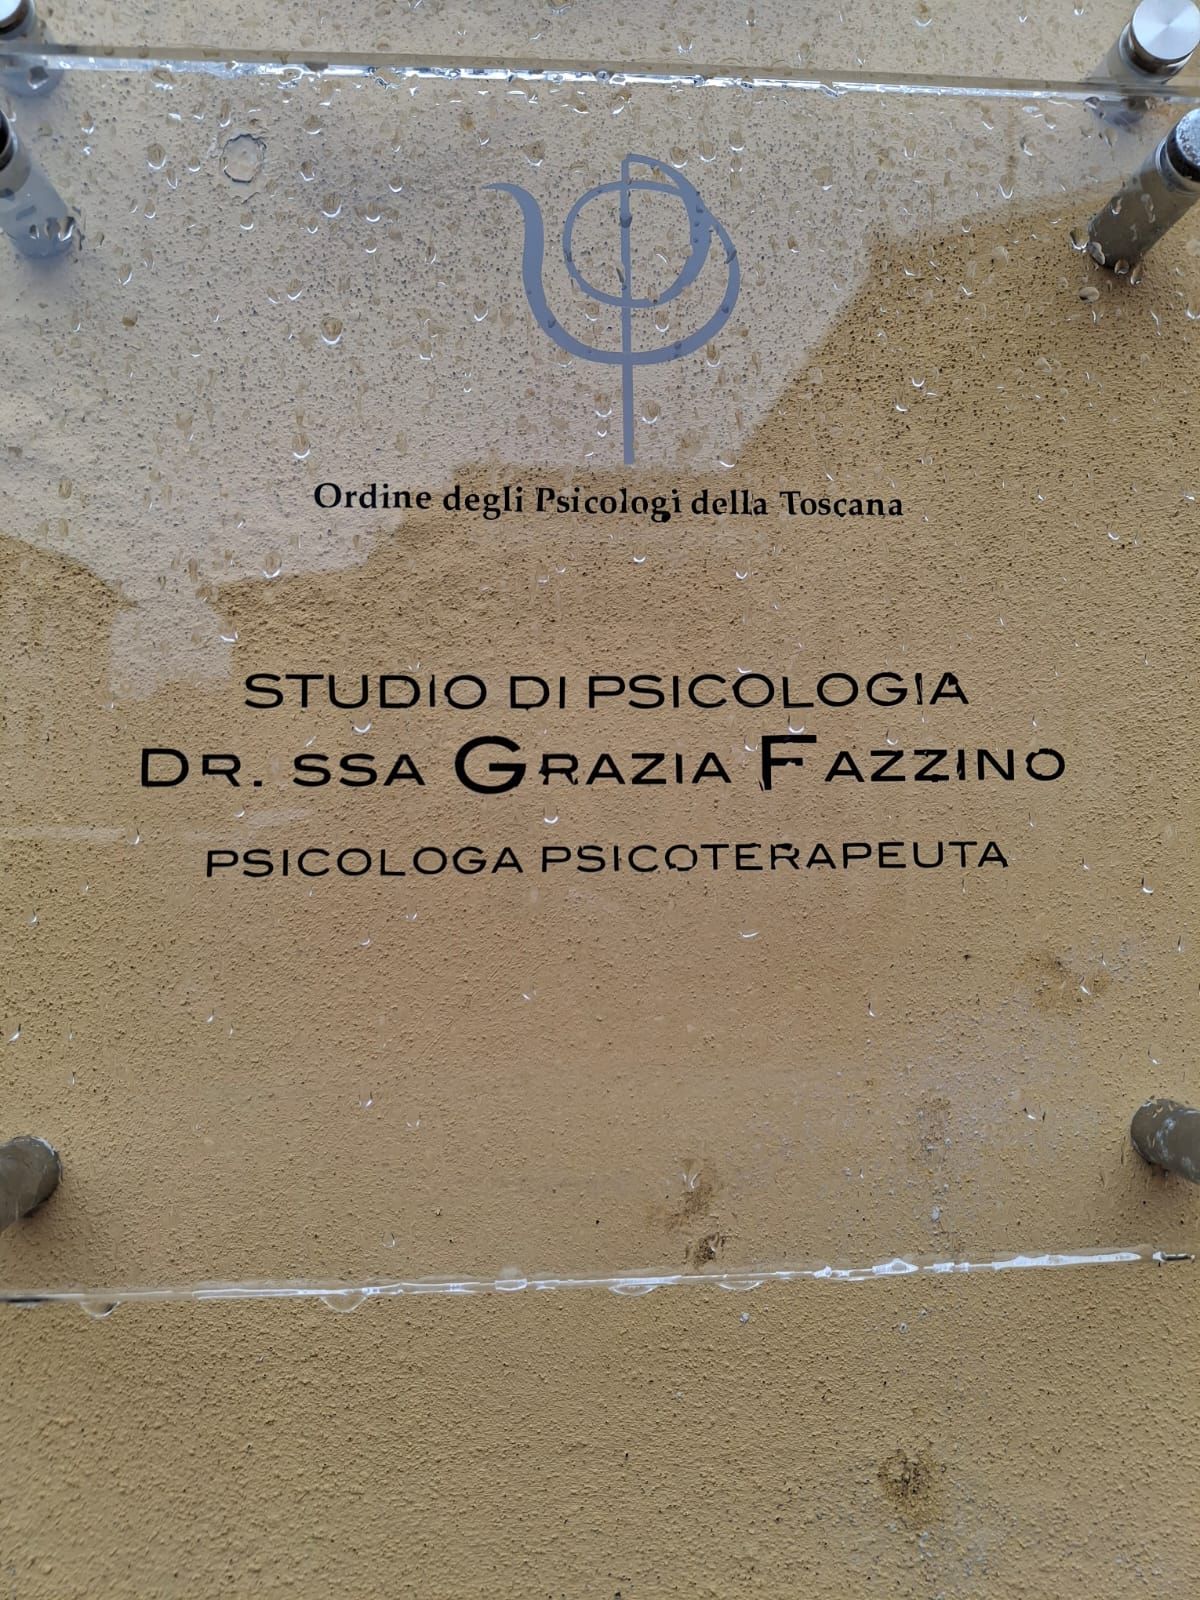 Ordine degli Psicologi della Toscana
STUDIO DI PSICOLOGIA
DR. SSA GRAZIA FAZZINO
PSICOLOGA PSICOTERAPEUTA